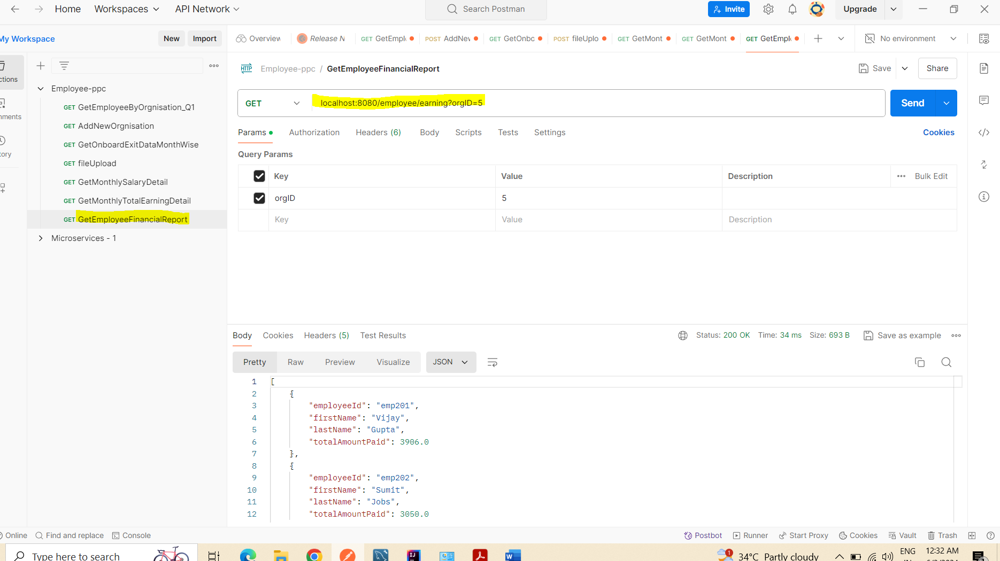 Home Workspaces API Network Search Postman Invite Upgrade
My Workspace New Import Overview Release N GET GetEmpl POST AddNev GET GetOnbo POST fileUplo GET GetMont GET GetMont GET GetEmpl No environment
HTTP Employee-ppc / GetEmployeeFinancialReport Save Share
ctions
Employee-ppc
GET GetEmployeeByOrgnisation_Q1
GET localhost:8080/employee/earning?orgID=5 Send
nments
GET AddNewOrgnisation
Params Authorization Headers (6) Body Scripts Tests Settings Cookies
GET GetOnboardExitDataMonthWise
tory
Query Params
GET fileUpload
Key Value Description Bulk Edit
GET GetMonthlySalaryDetail
orgID 5
GET GetMonthlyTotalEarningDetail
Key Value Description
GET GetEmployeeFinancialReport
Microservices - 1
Body Cookies Headers (5) Test Results Status: 200 OK Time: 34 ms Size: 693 B Save as example
Pretty Raw Preview Visualize JSON
1 [
2 {
3 "employeeId": "emp201",
4 "firstName": "Vijay",
5 "lastName": "Gupta",
6 "totalAmountPaid": 3906.0
7 },
8 {
9 "employeeId": "emp202",
10 "firstName": "Sumit",
11 "lastName": "Jobs",
12 "totalAmountPaid": 3050.0
Online Find and replace Console Postbot Runner Start Proxy Cookies Vault Trash
Type here to search 1 34°C Partly cloudy ENG 12:32 AM